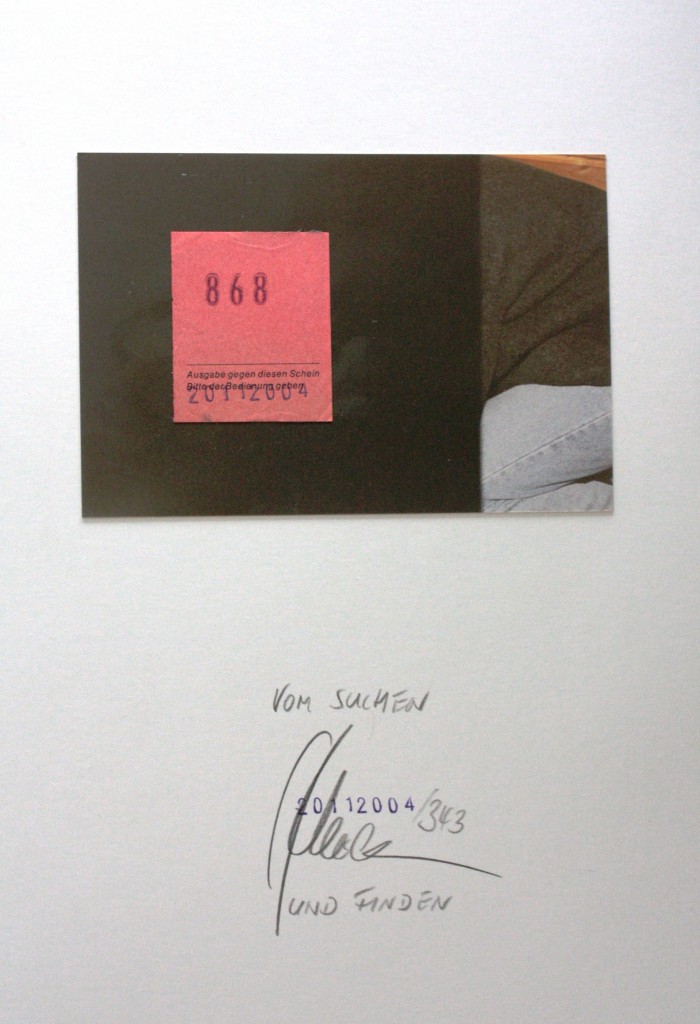 868
Ausgabe gegen diesen Schein
Bitte der Bedienung geben
20112004
VOM SUCHEN
20112004/343
UND FINDEN